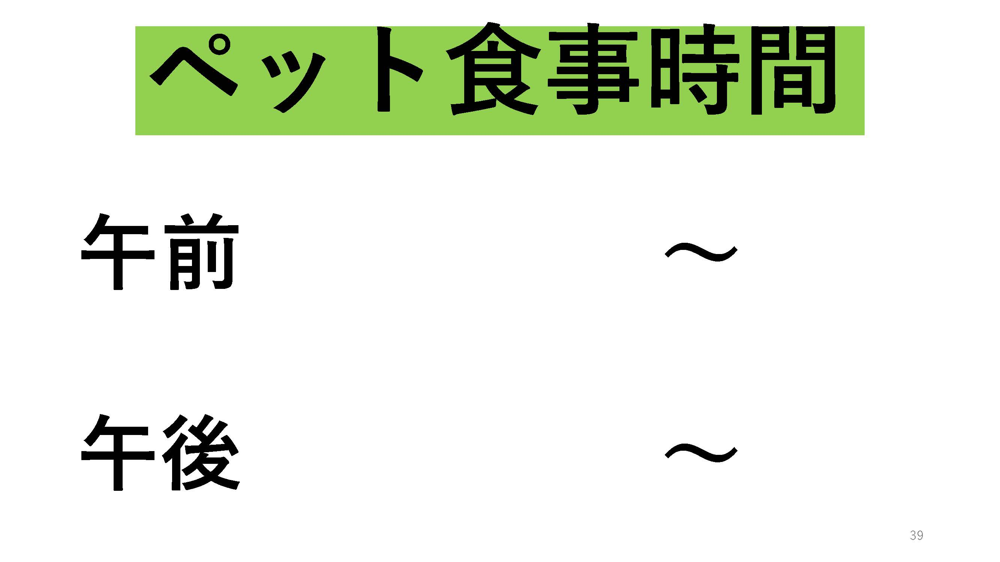 ペット食事時間
午前　　　　　～
午後　　　　　～
39